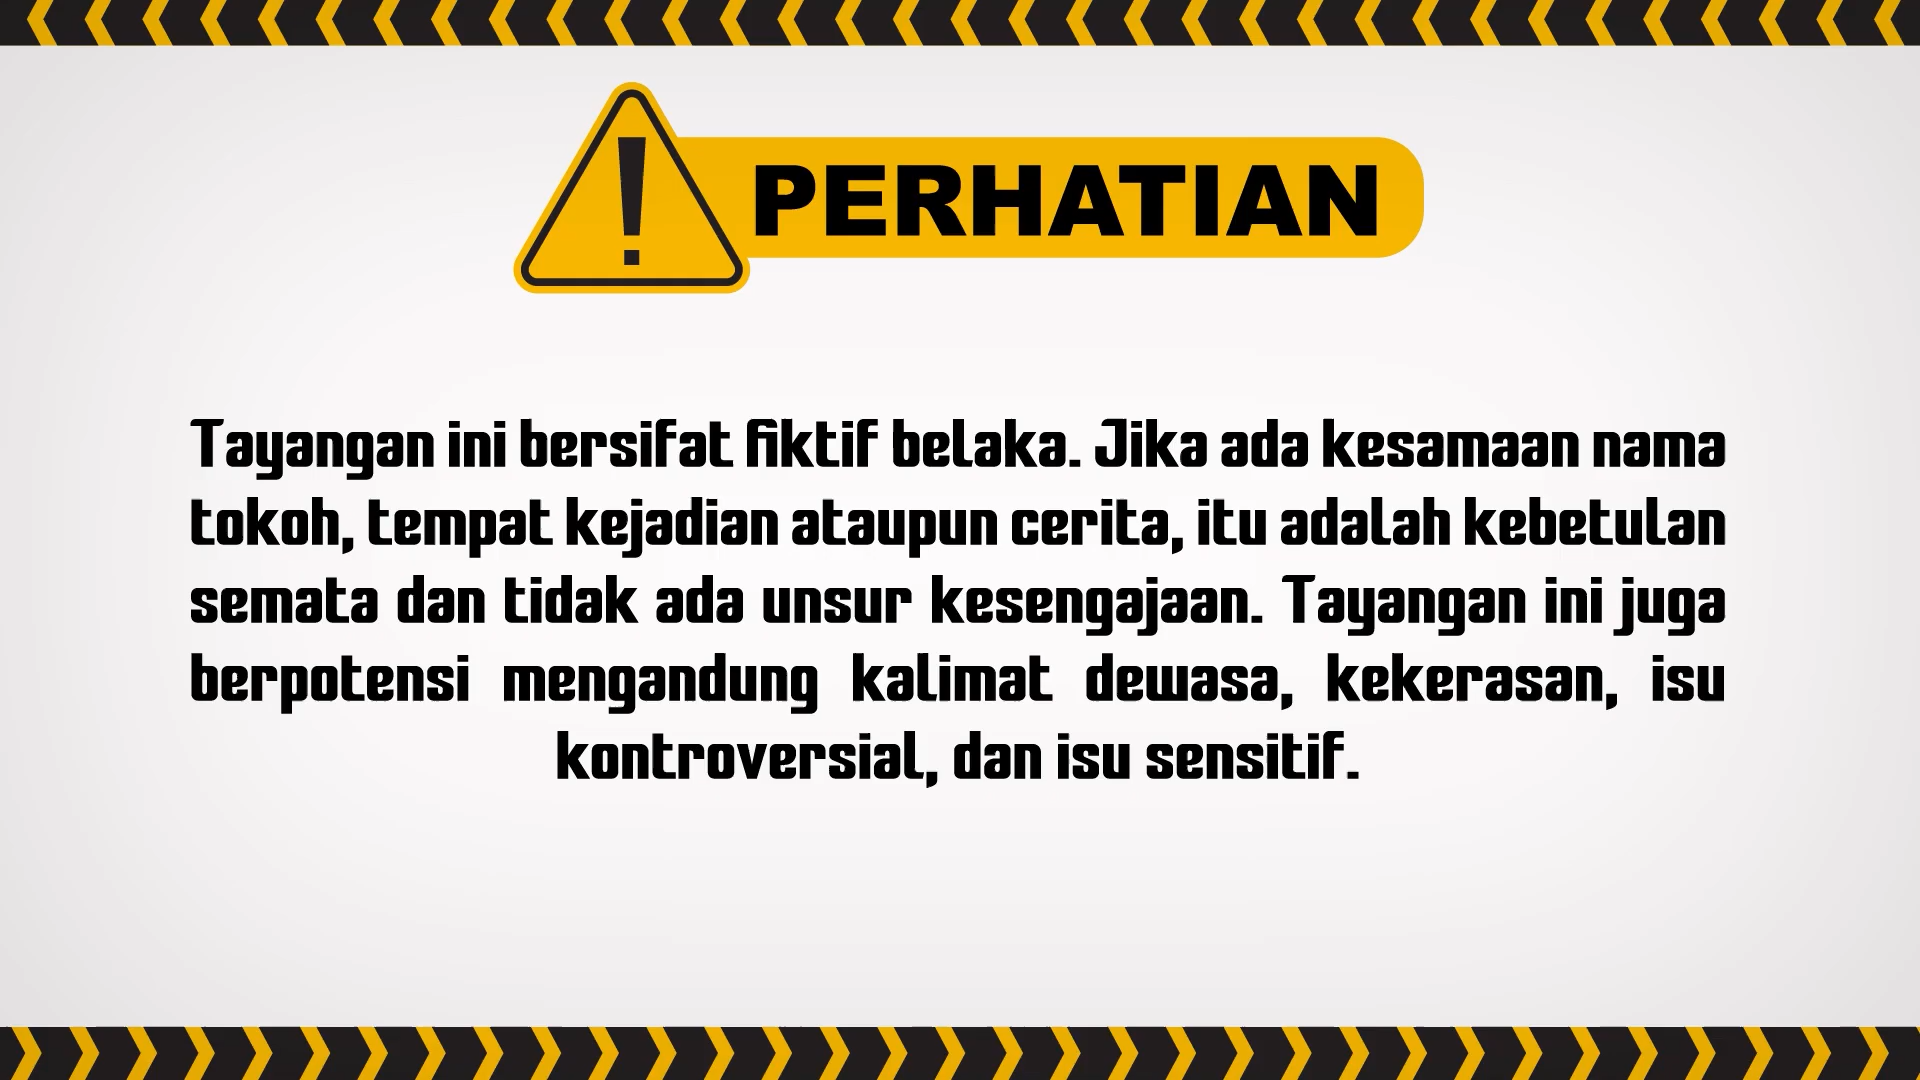 PERHATIAN
Tayangan ini bersifat fiktif belaka. Jika ada kesamaan nama
tokoh, tempat kejadian ataupun cerita, itu adalah kebetulan
semata dan tidak ada unsur kesengajaan. Tayangan ini juga
berpotensi mengandung kalimat dewasa, kekerasan, isu
kontroversial, dan isu sensitif.